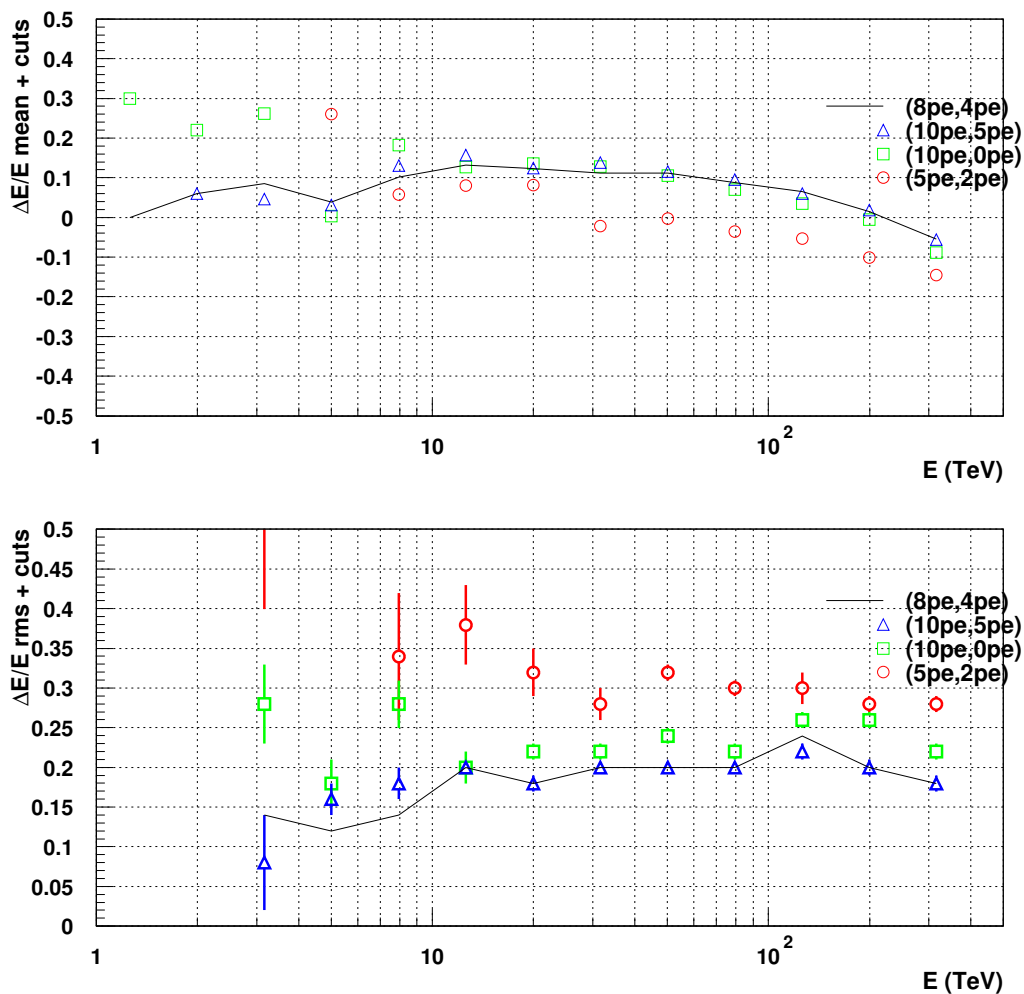 ΔE/E mean + cuts
0.5
0.4
0.3
0.2
0.1
0
-0.1
-0.2
-0.3
-0.4
-0.5
(8pe,4pe)
(10pe,5pe)
(10pe,0pe)
(5pe,2pe)
1
10
10²
E (TeV)
ΔE/E rms + cuts
0.5
0.45
0.4
0.35
0.3
0.25
0.2
0.15
0.1
0.05
0
(8pe,4pe)
(10pe,5pe)
(10pe,0pe)
(5pe,2pe)
1
10
10²
E (TeV)